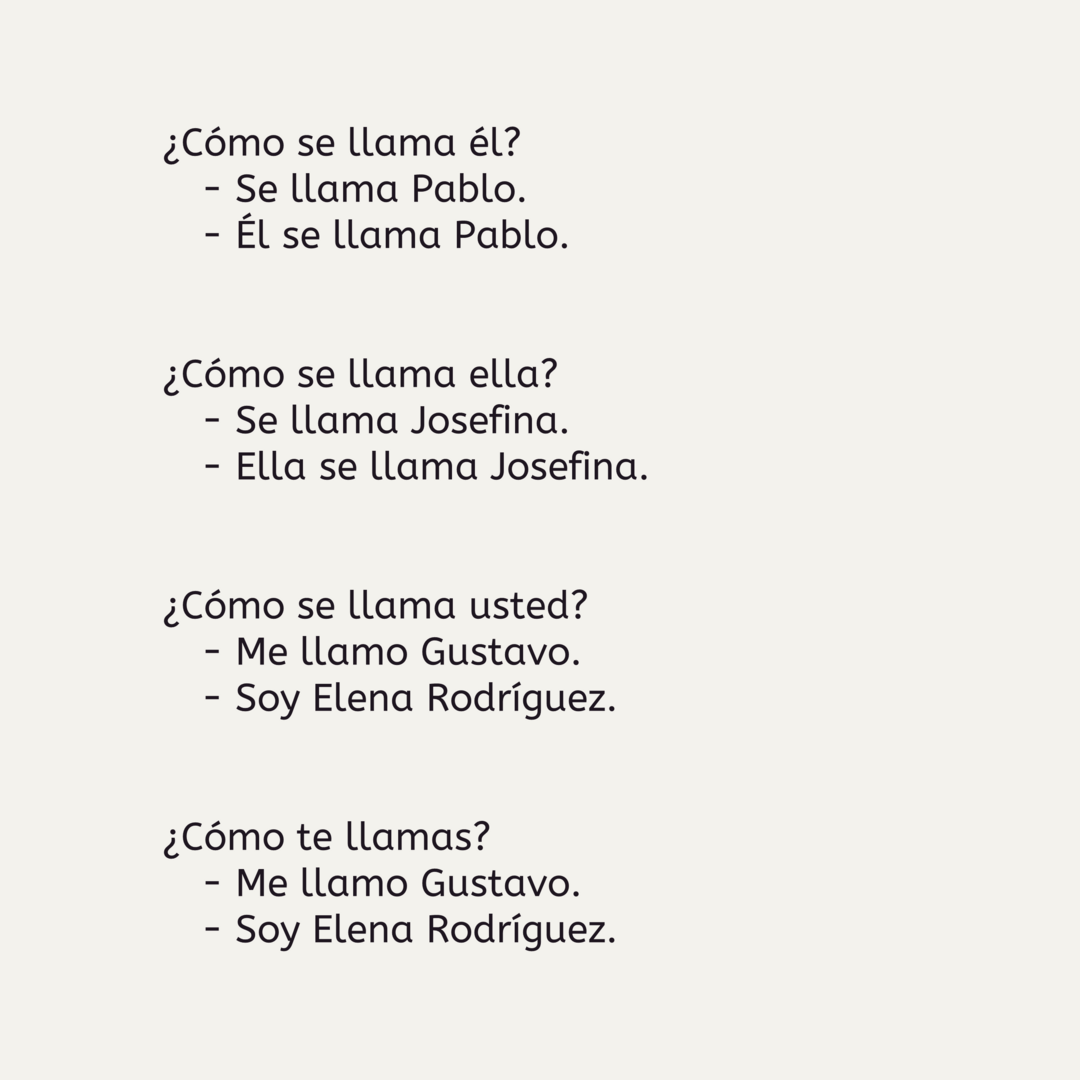 ¿Cómo se llama él?
- Se llama Pablo.
- Él se llama Pablo.
¿Cómo se llama ella?
- Se llama Josefina.
- Ella se llama Josefina.
¿Cómo se llama usted?
- Me llamo Gustavo.
- Soy Elena Rodríguez.
¿Cómo te llamas?
- Me llamo Gustavo.
- Soy Elena Rodríguez.